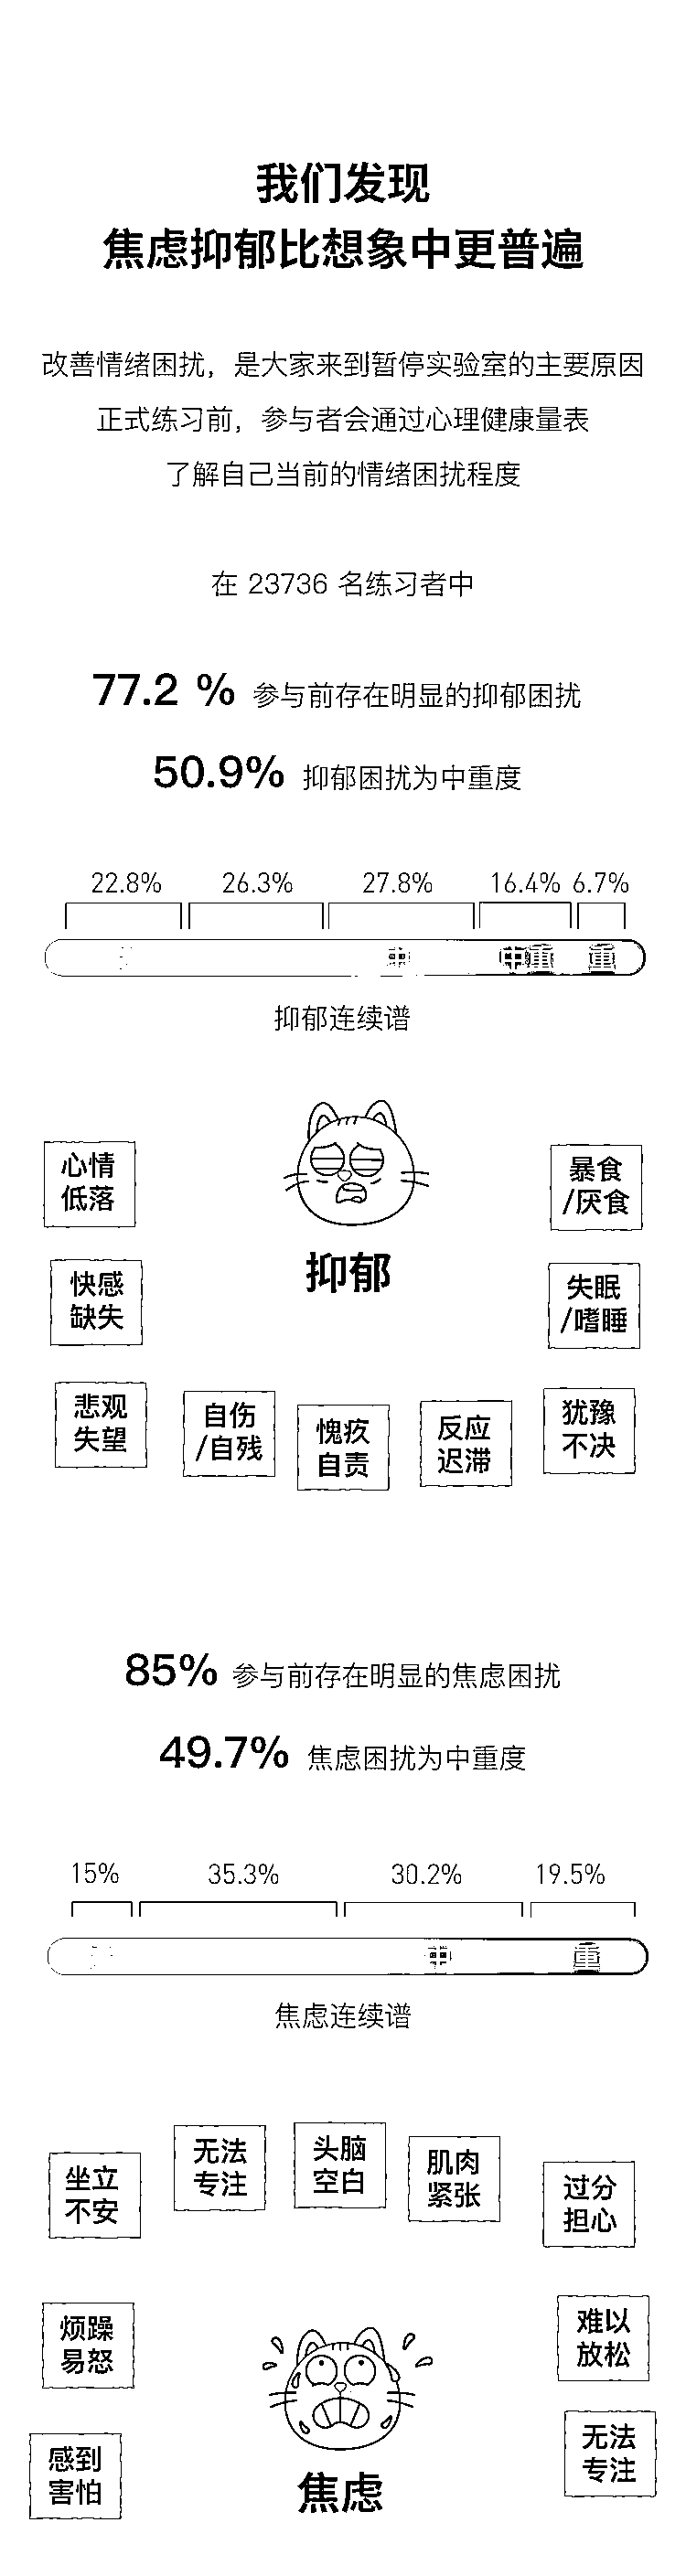 我们发现
焦虑抑郁比想象中更普遍
改善情绪困扰，是大家来到暂停实验室的主要原因
正式练习前，参与者会通过心理健康量表
了解自己当前的情绪困扰程度
在 23736 名练习者中
77.2 % 参与前存在明显的抑郁困扰
50.9% 抑郁困扰为中重度
22.8% 26.3% 27.8% 16.4% 6.7%
中 中重 重
抑郁连续谱
心情
低落
暴食
/厌食
抑郁
快感
缺失
失眠
/嗜睡
悲观
失望
自伤
/自残
愧疚
自责
反应
迟滞
犹豫
不决
85% 参与前存在明显的焦虑困扰
49.7% 焦虑困扰为中重度
15% 35.3% 30.2% 19.5%
中 重
焦虑连续谱
坐立
不安
无法
专注
头脑
空白
肌肉
紧张
过分
担心
烦躁
易怒
难以
放松
感到
害怕
焦虑
无法
专注